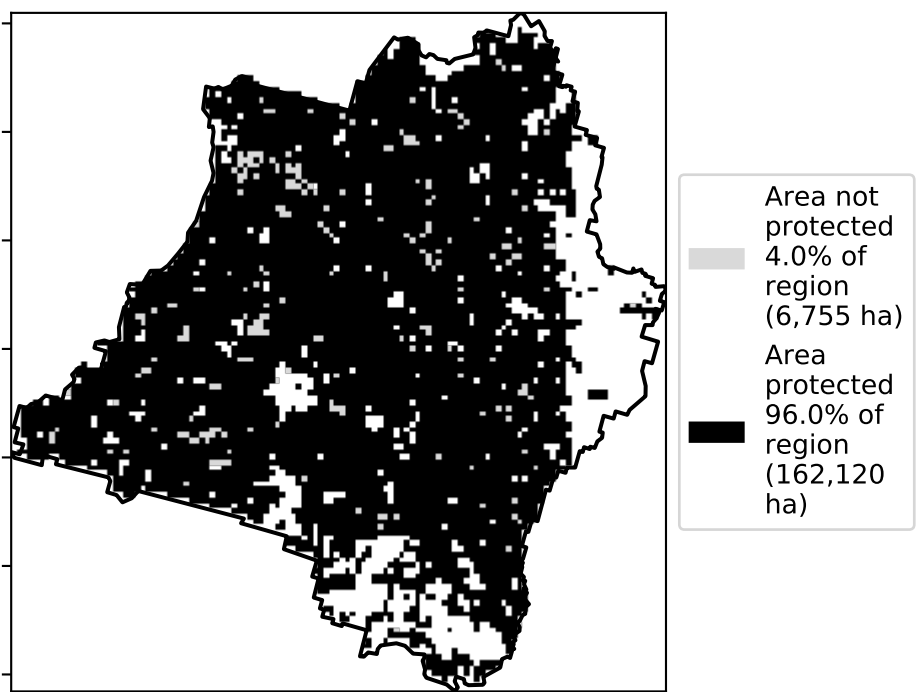 Area not
protected
4.0% of
region
(6,755 ha)
Area
protected
96.0% of
region
(162,120
ha)